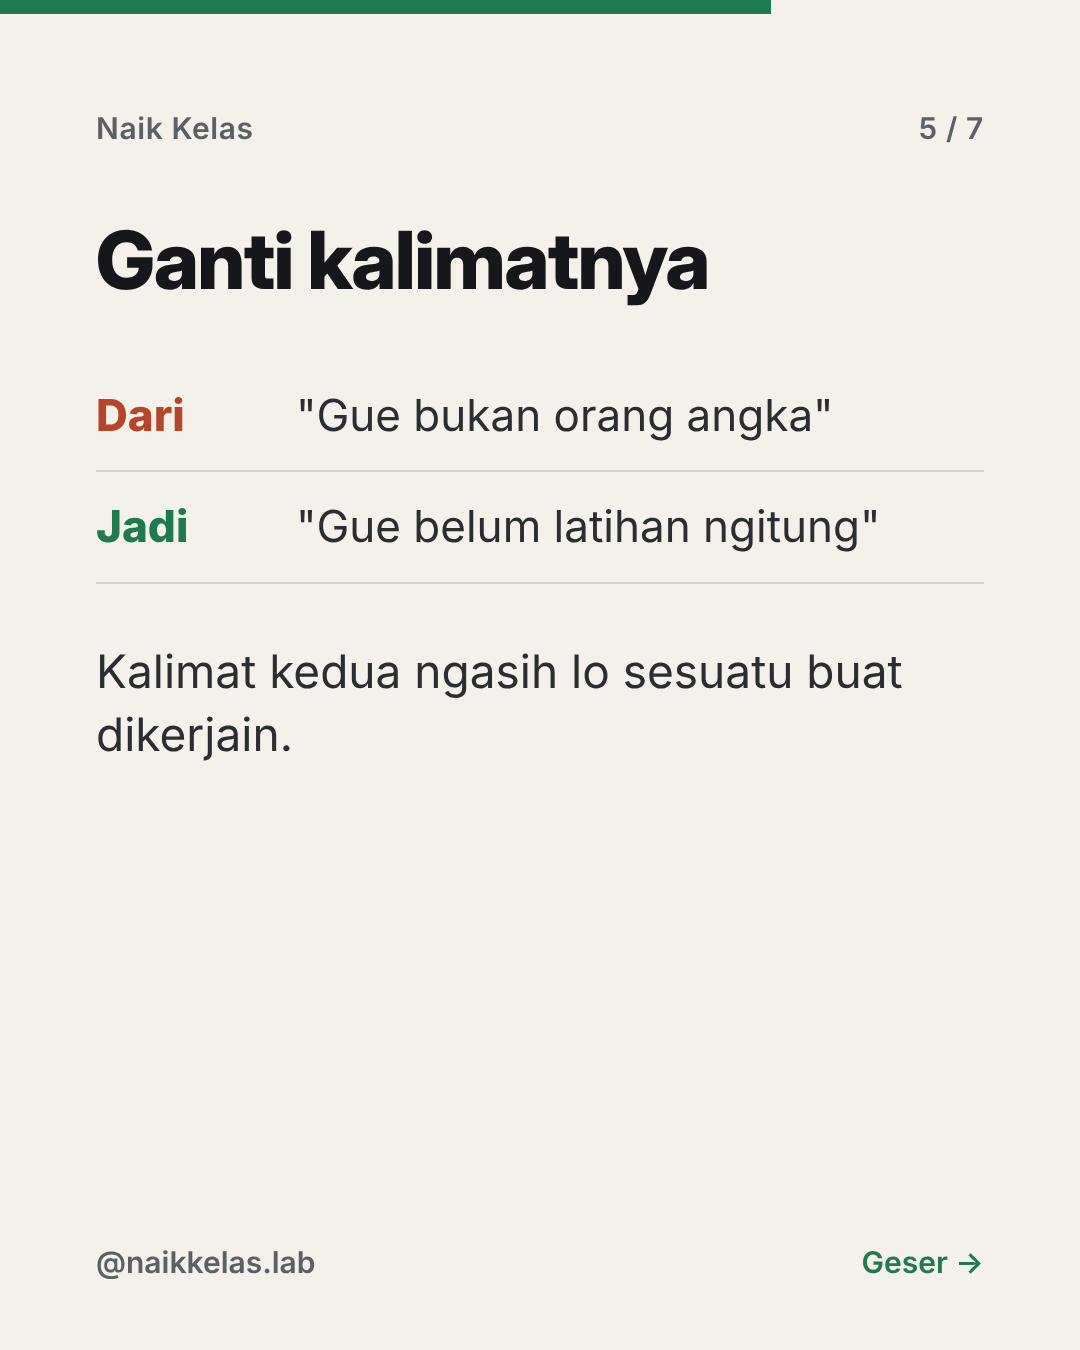 Naik Kelas
5 / 7
Ganti kalimatnya
Dari "Gue bukan orang angka"
Jadi "Gue belum latihan ngitung"
Kalimat kedua ngasih lo sesuatu buat
dikerjain.
@naikkelas.lab
Geser →